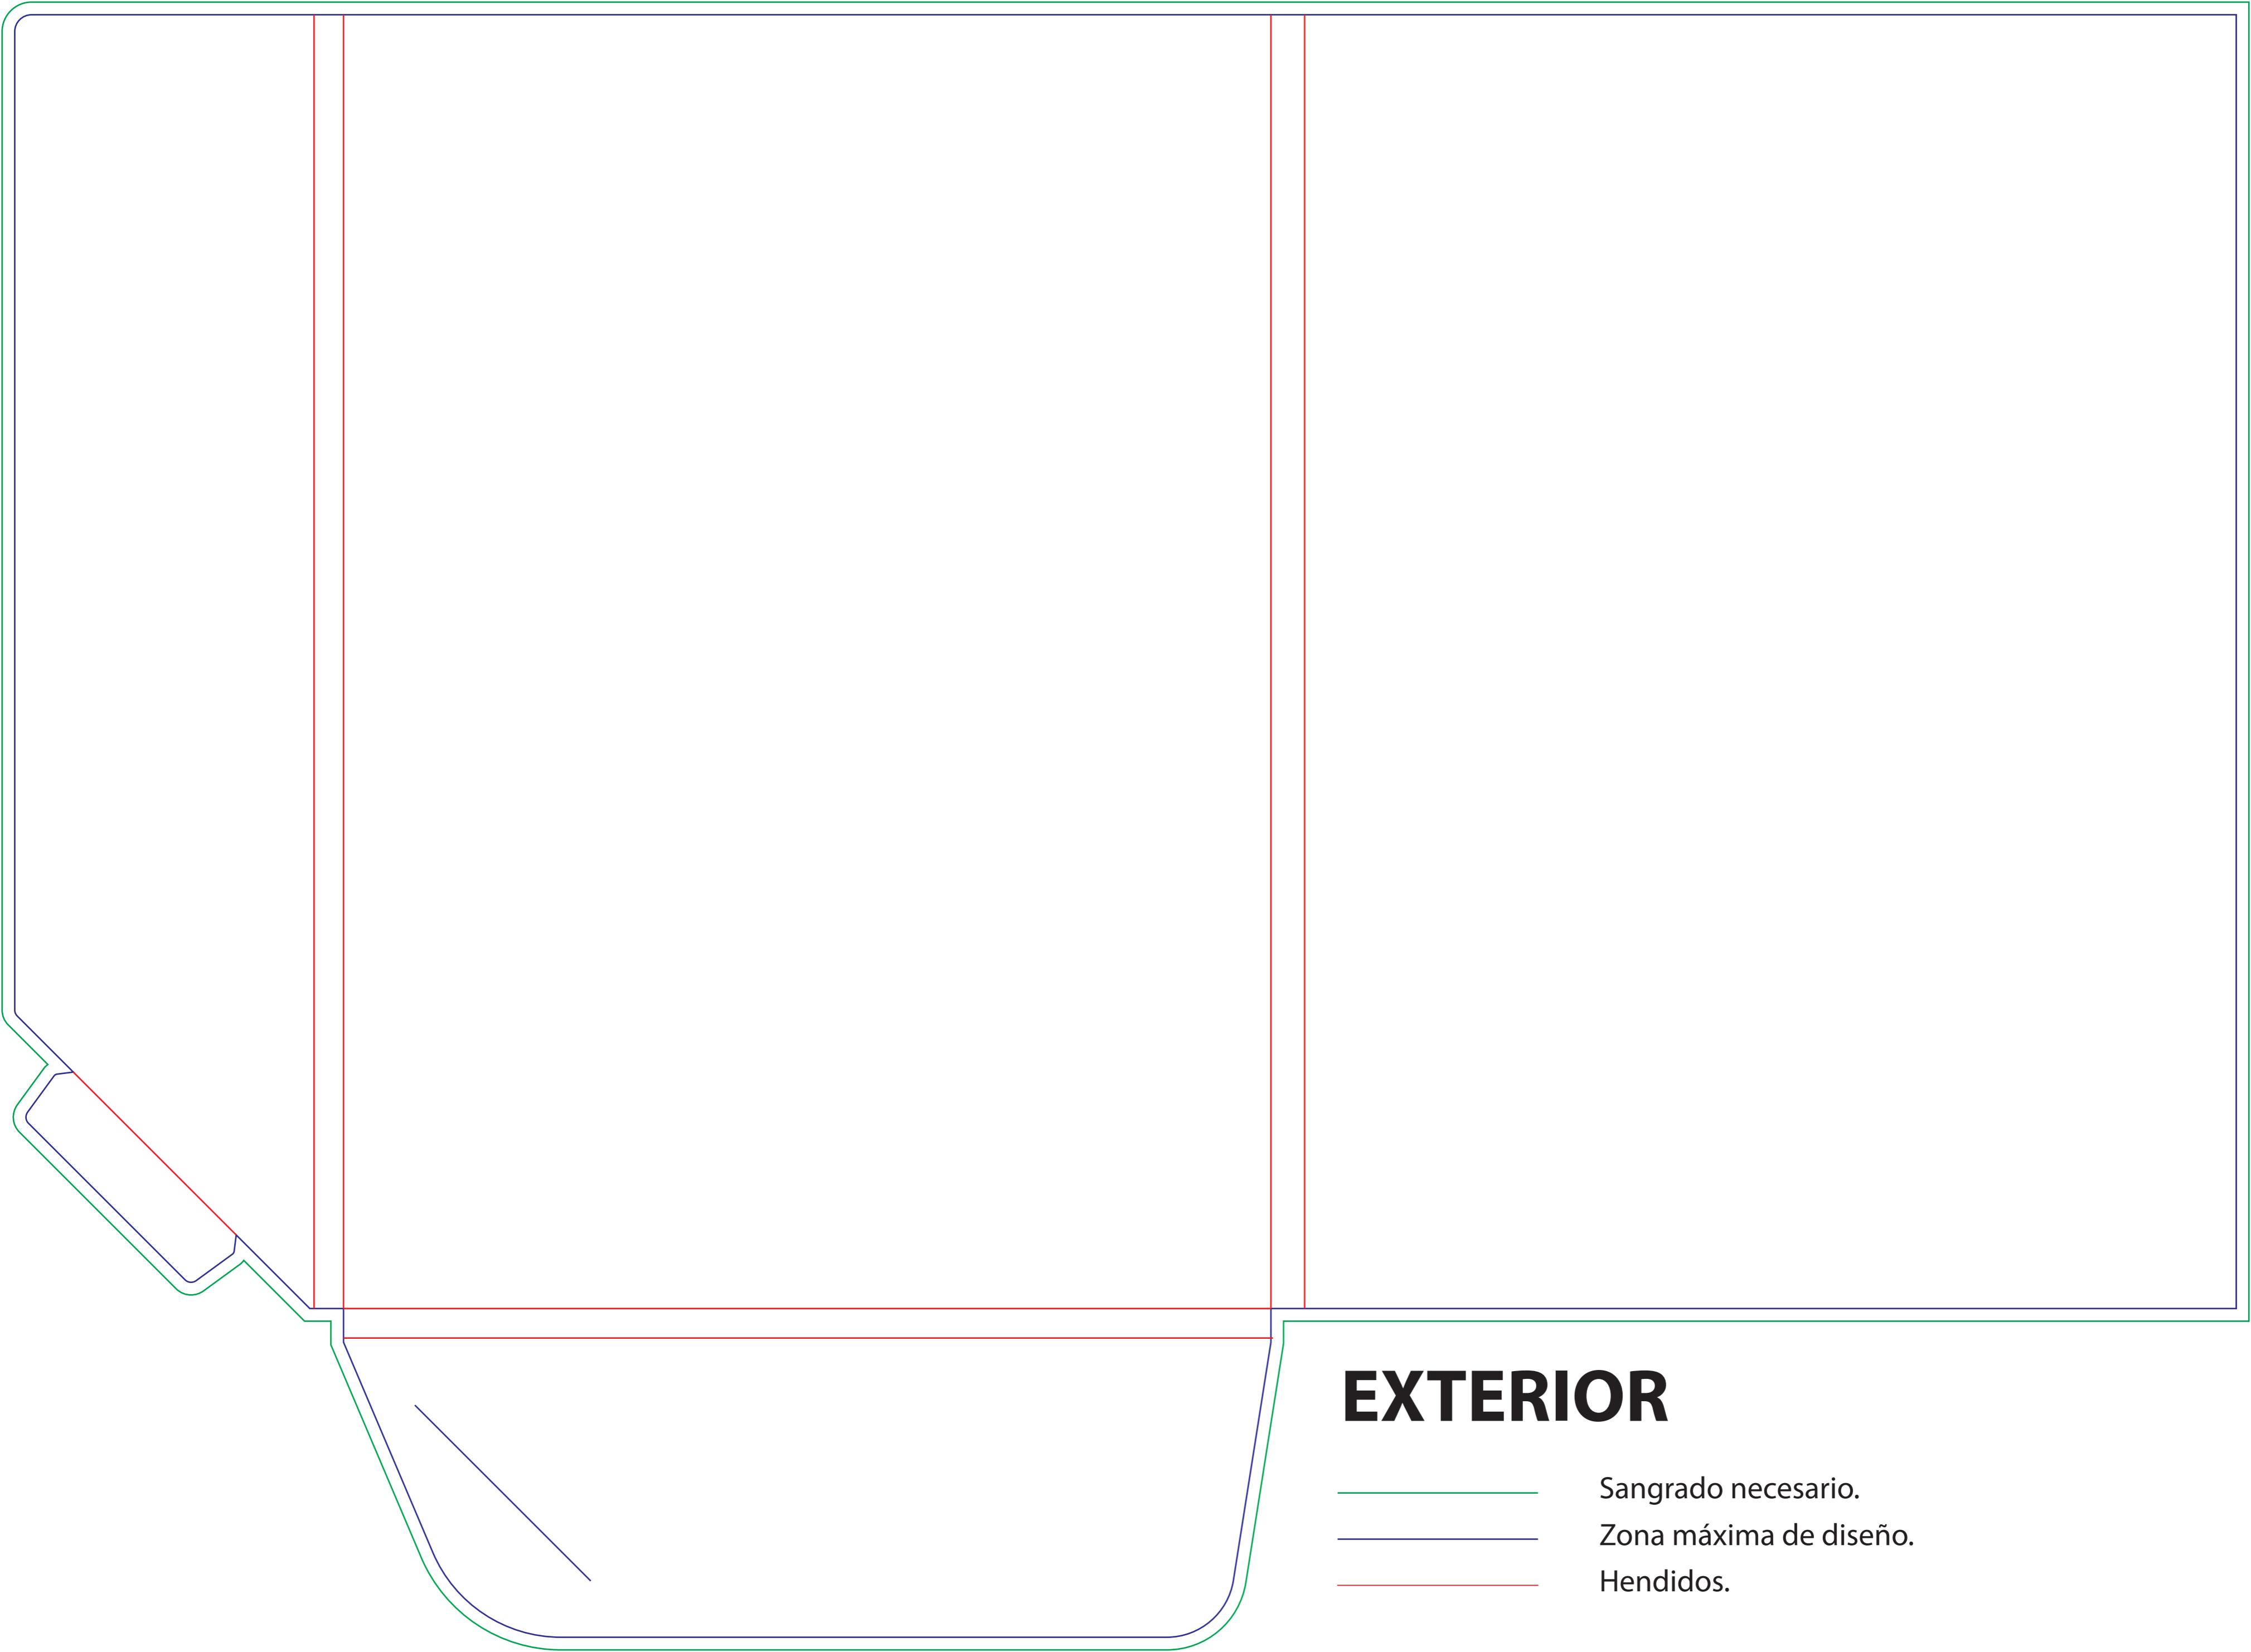 EXTERIOR
Sangrado necesario.
Zona máxima de diseño.
Hendidos.